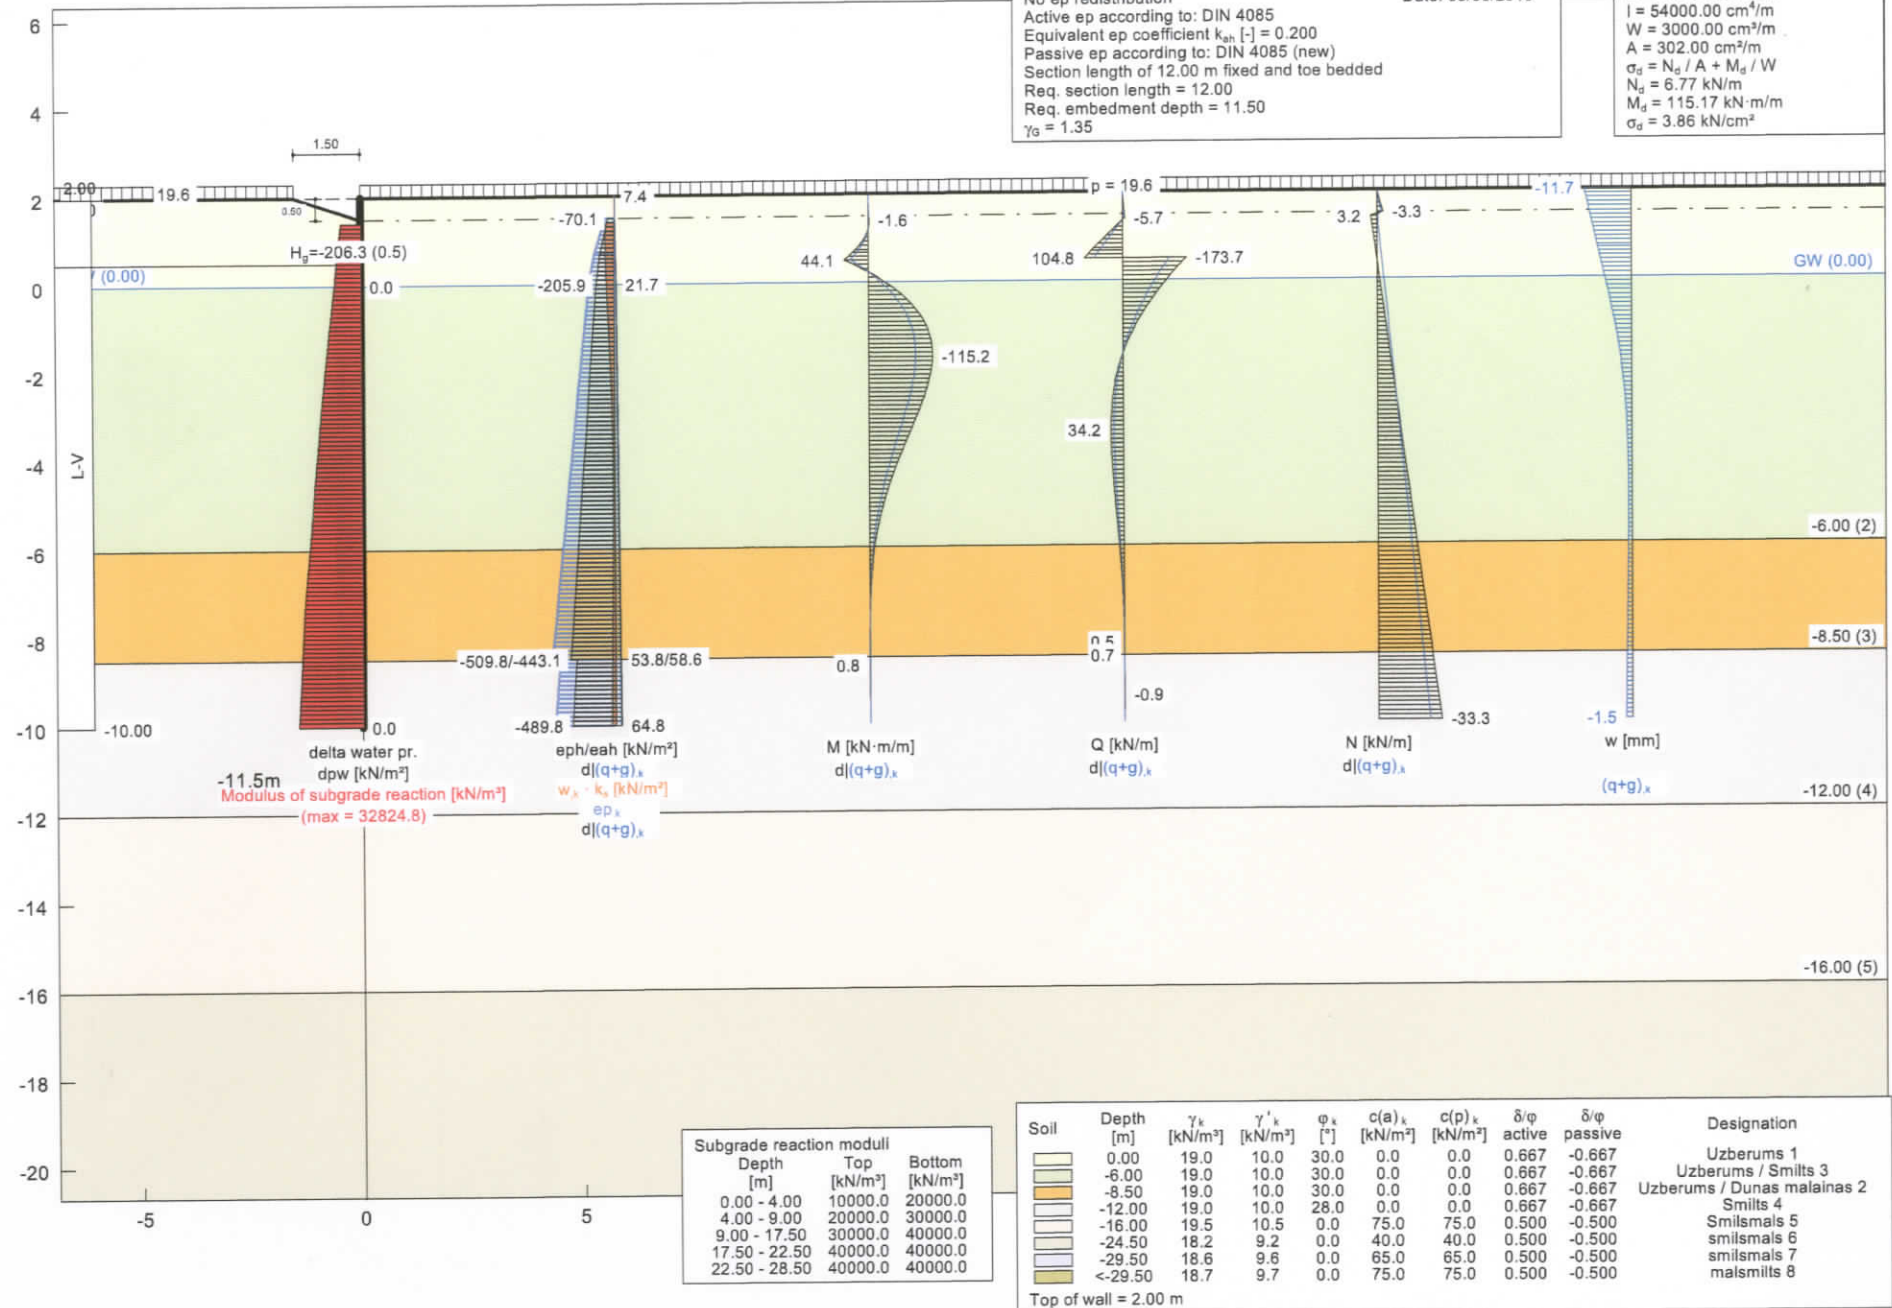 Active ep according to: DIN 4085
Equivalent ep coefficient kah [-] = 0.200
Passive ep according to: DIN 4085 (new)
Section length of 12.00 m fixed and toe bedded
Req. section length = 12.00
Req. embedment depth = 11.50
γG = 1.35
I = 54000.00 cm⁴/m
W = 3000.00 cm³/m
A = 302.00 cm²/m
σd = Nd / A + Md / W
Nd = 6.77 kN/m
Md = 115.17 kN·m/m
σd = 3.86 kN/cm²
6
4
2
0
-2
-4
-6
-8
-10
-12
-14
-16
-18
-20
-5
0
5
1.50
2.00
19.6
0.50
7.4
p = 19.6
-11.7
-70.1
-1.6
-5.7
3.2
-3.3
Hg=-206.3 (0.5)
44.1
104.8
-173.7
GW (0.00)
(0.00)
0.0
-205.9
21.7
-115.2
34.2
L-V
-6.00 (2)
-8.50 (3)
-509.8/-443.1
53.8/58.6
0.8
0.5
0.7
-0.9
-10.00
0.0
-489.8
64.8
-33.3
-1.5
delta water pr.
dpw [kN/m²]
-11.5m
Modulus of subgrade reaction [kN/m³]
(max = 32824.8)
eph/eah [kN/m²]
d|(q+g),k
w,k · ks [kN/m²]
ep,k
d|(q+g),k
M [kN·m/m]
d|(q+g),k
Q [kN/m]
d|(q+g),k
N [kN/m]
d|(q+g),k
w [mm]
(q+g),k
-12.00 (4)
-16.00 (5)
Subgrade reaction moduli
Depth Top Bottom
[m] [kN/m³] [kN/m³]
0.00 - 4.00 10000.0 20000.0
4.00 - 9.00 20000.0 30000.0
9.00 - 17.50 30000.0 40000.0
17.50 - 22.50 40000.0 40000.0
22.50 - 28.50 40000.0 40000.0
Soil Depth γk γ'k φk c(a)k c(p)k δ/φ δ/φ Designation
[m] [kN/m³] [kN/m³] [°] [kN/m²] [kN/m²] active passive
0.00 19.0 10.0 30.0 0.0 0.0 0.667 -0.667 Uzberums 1
-6.00 19.0 10.0 30.0 0.0 0.0 0.667 -0.667 Uzberums / Smilts 3
-8.50 19.0 10.0 30.0 0.0 0.0 0.667 -0.667 Uzberums / Dunas malainas 2
-12.00 19.0 10.0 28.0 0.0 0.0 0.667 -0.667 Smilts 4
-16.00 19.5 10.5 0.0 75.0 75.0 0.500 -0.500 Smilsmals 5
-24.50 18.2 9.2 0.0 40.0 40.0 0.500 -0.500 smilsmals 6
-29.50 18.6 9.6 0.0 65.0 65.0 0.500 -0.500 smilsmals 7
<-29.50 18.7 9.7 0.0 75.0 75.0 0.500 -0.500 malsmilts 8
Top of wall = 2.00 m